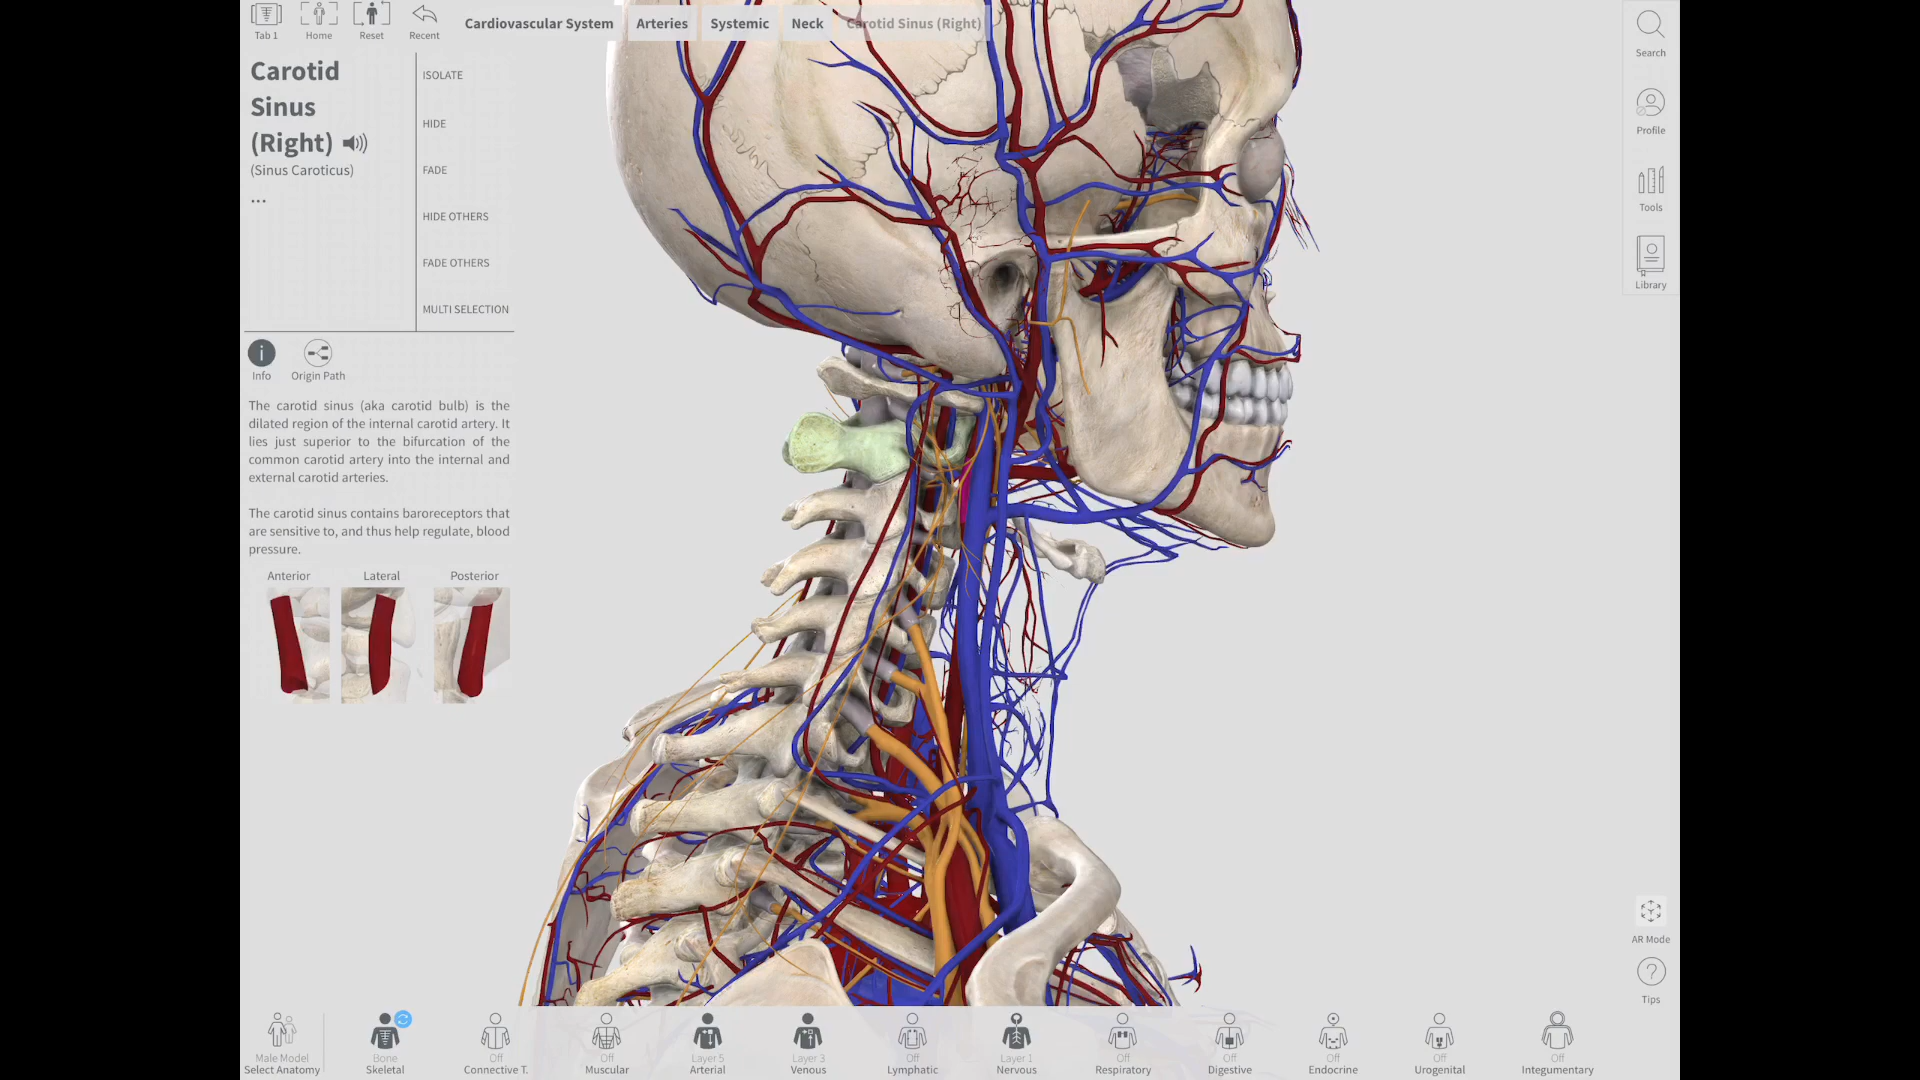 Tab 1
Home
Reset
Recent
Cardiovascular System
Arteries
Systemic
Neck
Carotid Sinus (Right)
Search
Profile
Tools
Library
Carotid
Sinus
(Right)
(Sinus Caroticus)
...
ISOLATE
HIDE
FADE
HIDE OTHERS
FADE OTHERS
MULTI SELECTION
i
Info
Origin Path
The carotid sinus (aka carotid bulb) is the
dilated region of the internal carotid artery. It
lies just superior to the bifurcation of the
common carotid artery into the internal and
external carotid arteries.
The carotid sinus contains baroreceptors that
are sensitive to, and thus help regulate, blood
pressure.
Anterior
Lateral
Posterior
AR Mode
?
Tips
Male Model
Select Anatomy
Bone
Skeletal
Off
Connective T.
Off
Muscular
Layer 5
Arterial
Layer 3
Venous
Off
Lymphatic
Layer 1
Nervous
Off
Respiratory
Off
Digestive
Off
Endocrine
Off
Urogenital
Off
Integumentary